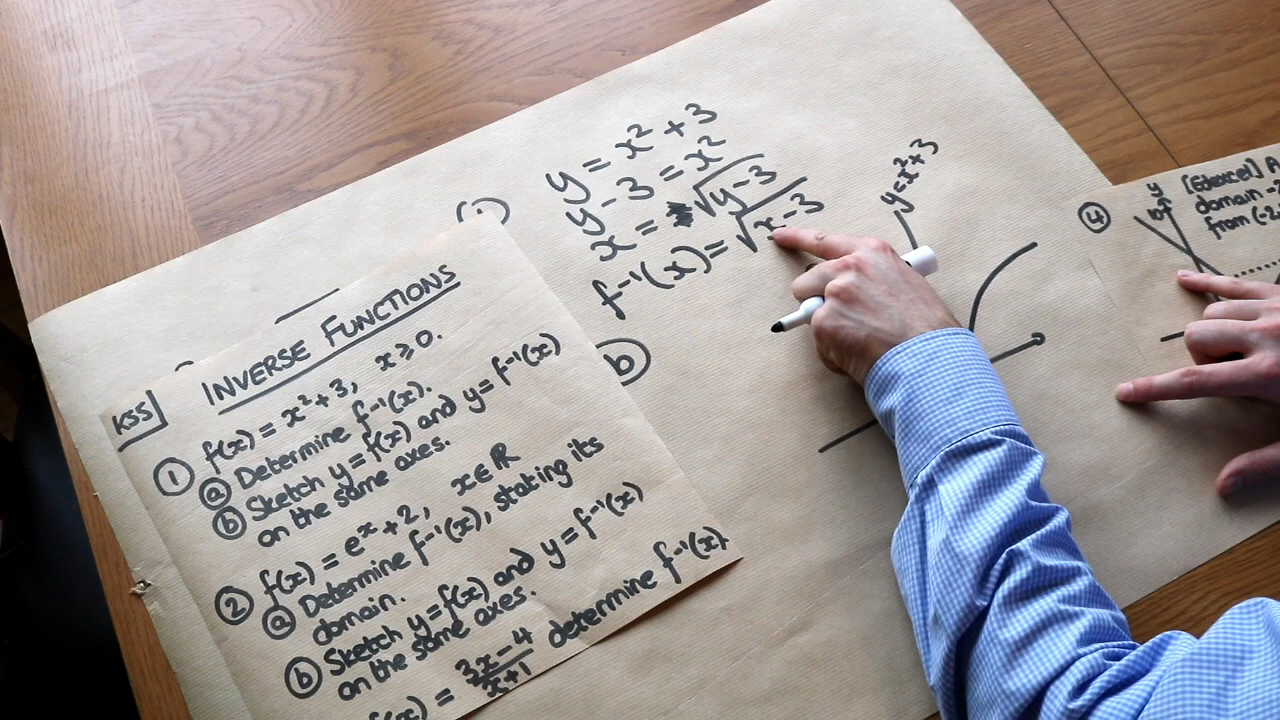 KSS
INVERSE FUNCTIONS
① f(x) = x² + 3, x ⩾ 0.
ⓐ Determine f⁻¹(x).
ⓑ Sketch y = f(x) and y = f⁻¹(x)
on the same axes.
② f(x) = eˣ + 2, x ∈ ℝ
ⓐ Determine f⁻¹(x), stating its
domain.
ⓑ Sketch y = f(x) and y = f⁻¹(x)
on the same axes.
(x) = 3x − 4 / x + 1 determine f⁻¹(x).
y = x² + 3
y − 3 = x²
x = √y − 3
f⁻¹(x) = √x − 3
ⓑ
y = x² + 3
④ [Edexcel] A
domain
from (-2